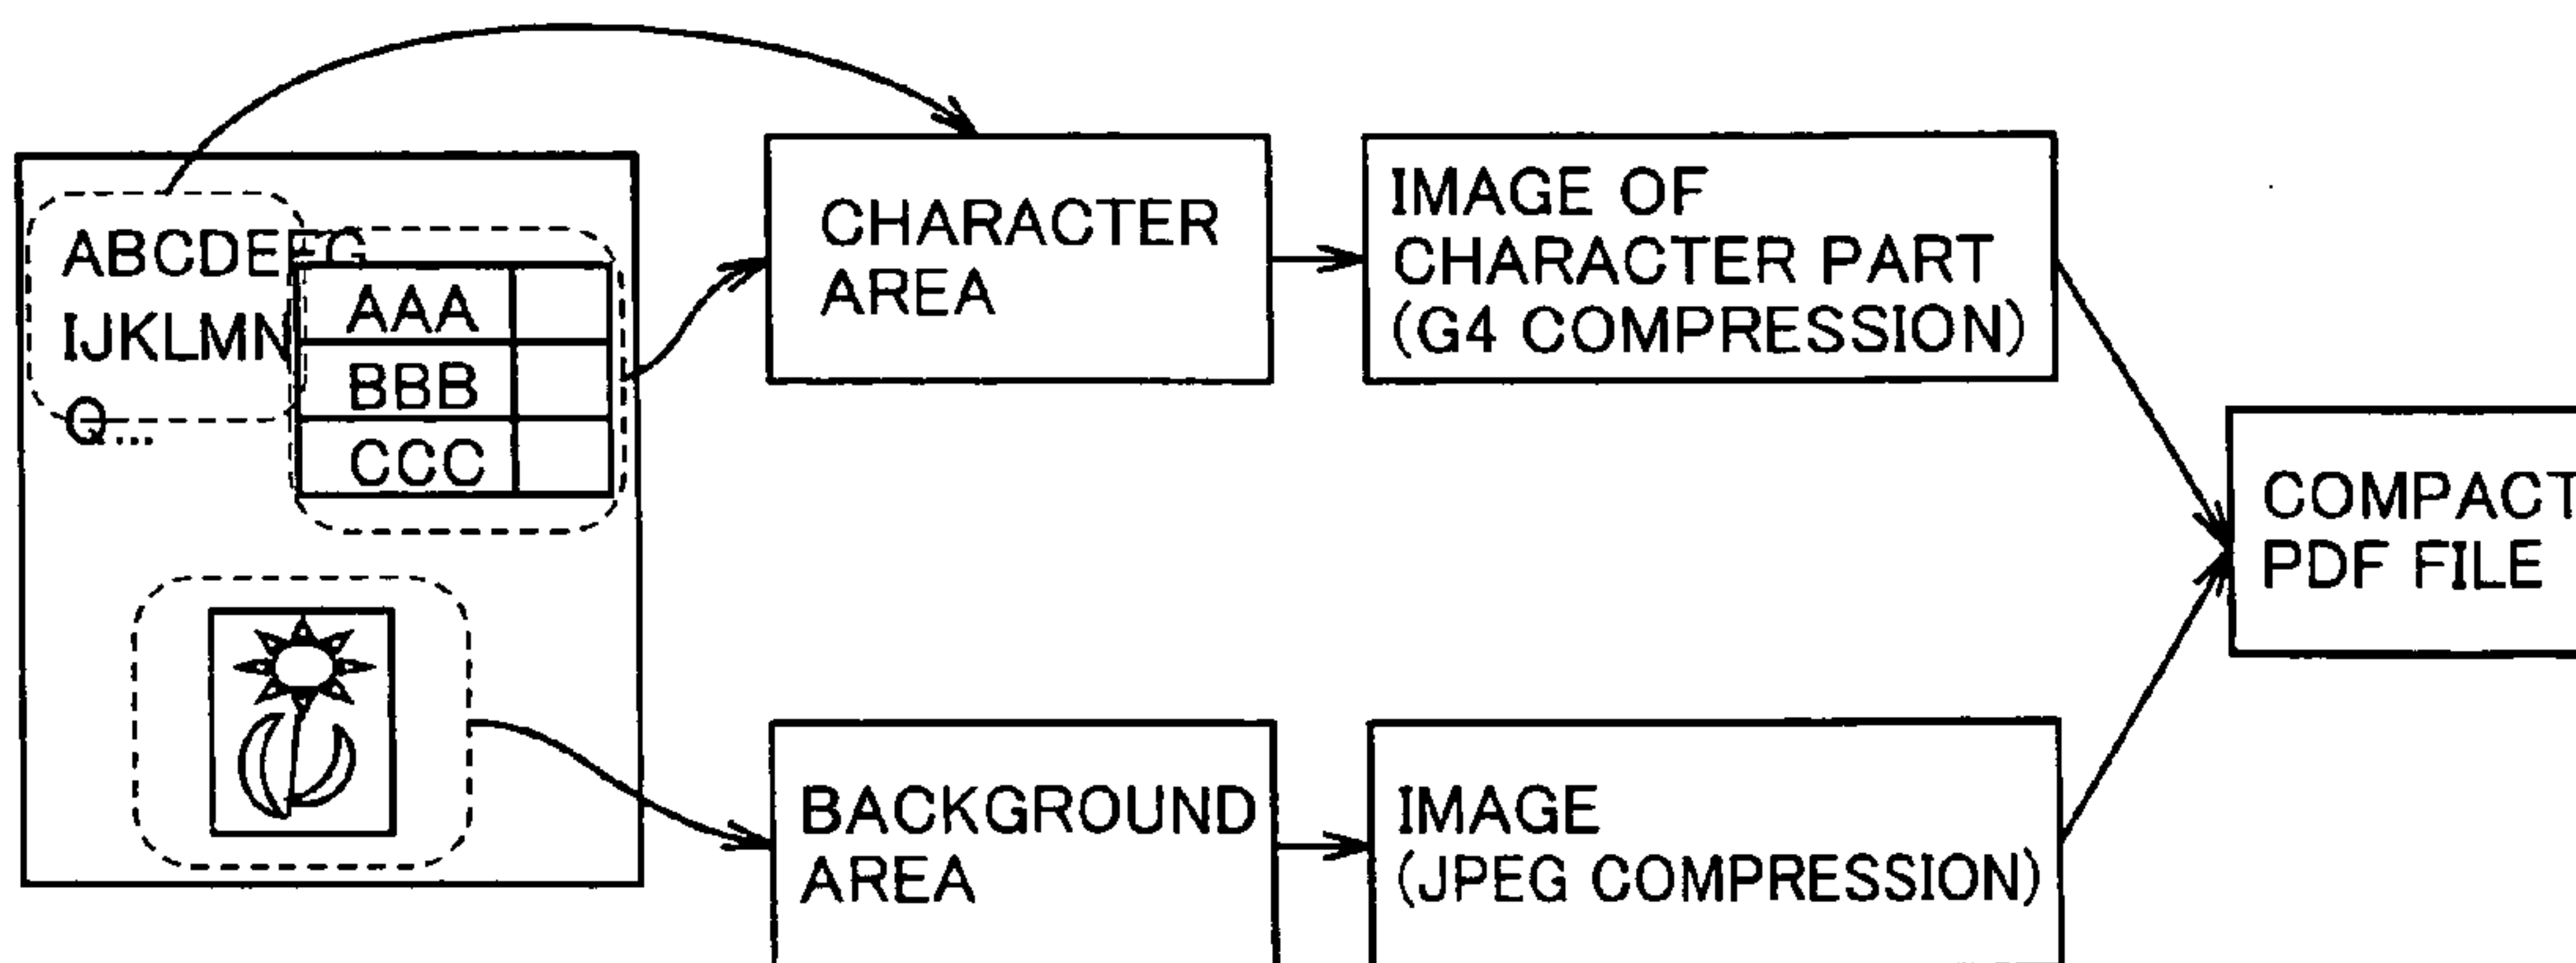 ABCDEFG
IJKLMN
Q...
AAA
BBB
CCC
CHARACTER
AREA
IMAGE OF
CHARACTER PART
(G4 COMPRESSION)
BACKGROUND
AREA
IMAGE
(JPEG COMPRESSION)
COMPACT
PDF FILE